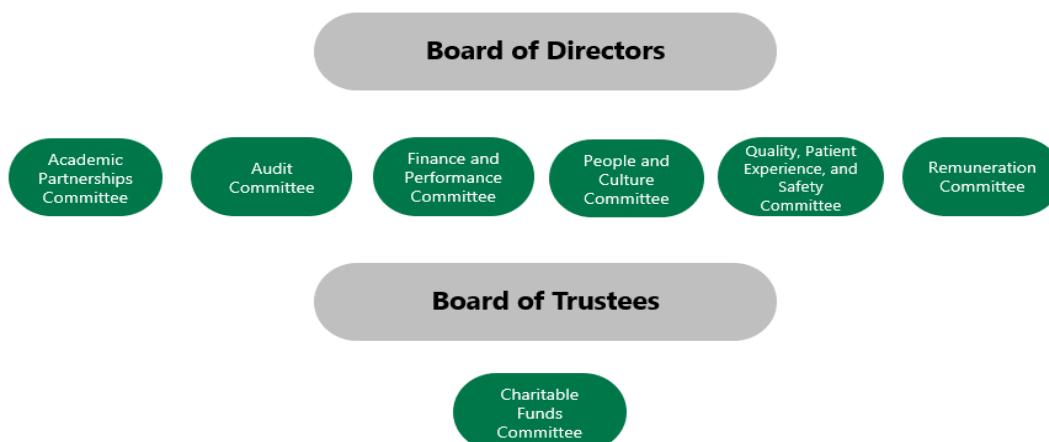 Board of Directors
Academic
Partnerships
Committee
Audit
Committee
Finance and
Performance
Committee
People and
Culture
Committee
Quality, Patient
Experience, and
Safety
Committee
Remuneration
Committee
Board of Trustees
Charitable
Funds
Committee